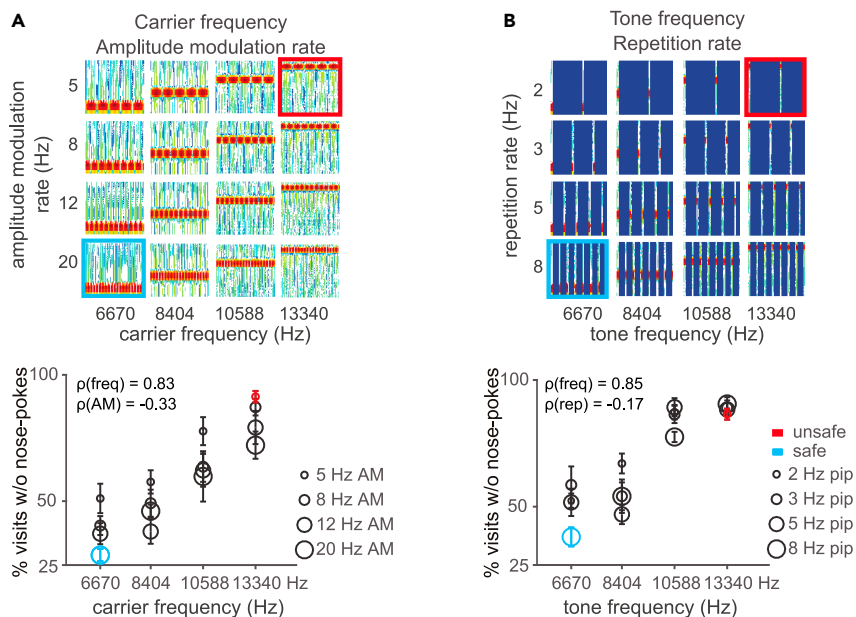 A
Carrier frequency
Amplitude modulation rate
amplitude modulation
rate (Hz)
5
8
12
20
6670 8404 10588 13340
carrier frequency (Hz)
% visits w/o nose-pokes
100
50
25
ρ(freq) = 0.83
ρ(AM) = -0.33
5 Hz AM
8 Hz AM
12 Hz AM
20 Hz AM
6670 8404 10588 13340 Hz
carrier frequency (Hz)
B
Tone frequency
Repetition rate
repetition rate (Hz)
2
3
5
8
6670 8404 10588 13340
tone frequency (Hz)
% visits w/o nose-pokes
100
50
25
ρ(freq) = 0.85
ρ(rep) = -0.17
unsafe
safe
2 Hz pip
3 Hz pip
5 Hz pip
8 Hz pip
6670 8404 10588 13340 Hz
tone frequency (Hz)